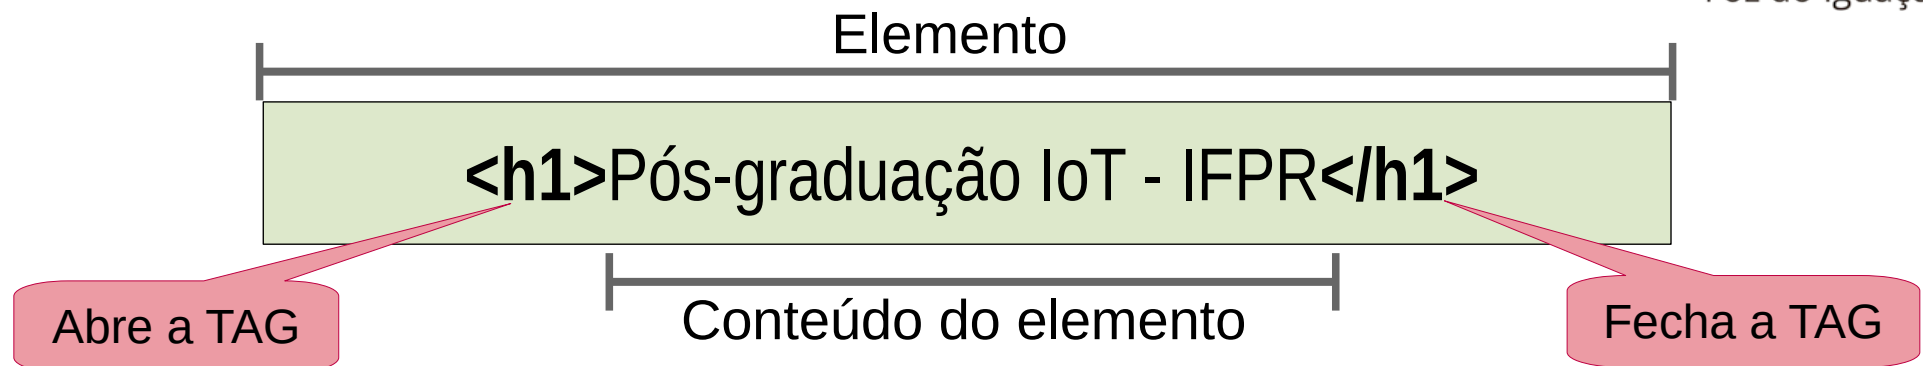 Elemento
<h1>Pós-graduação IoT - IFPR</h1>
Abre a TAG
Conteúdo do elemento
Fecha a TAG